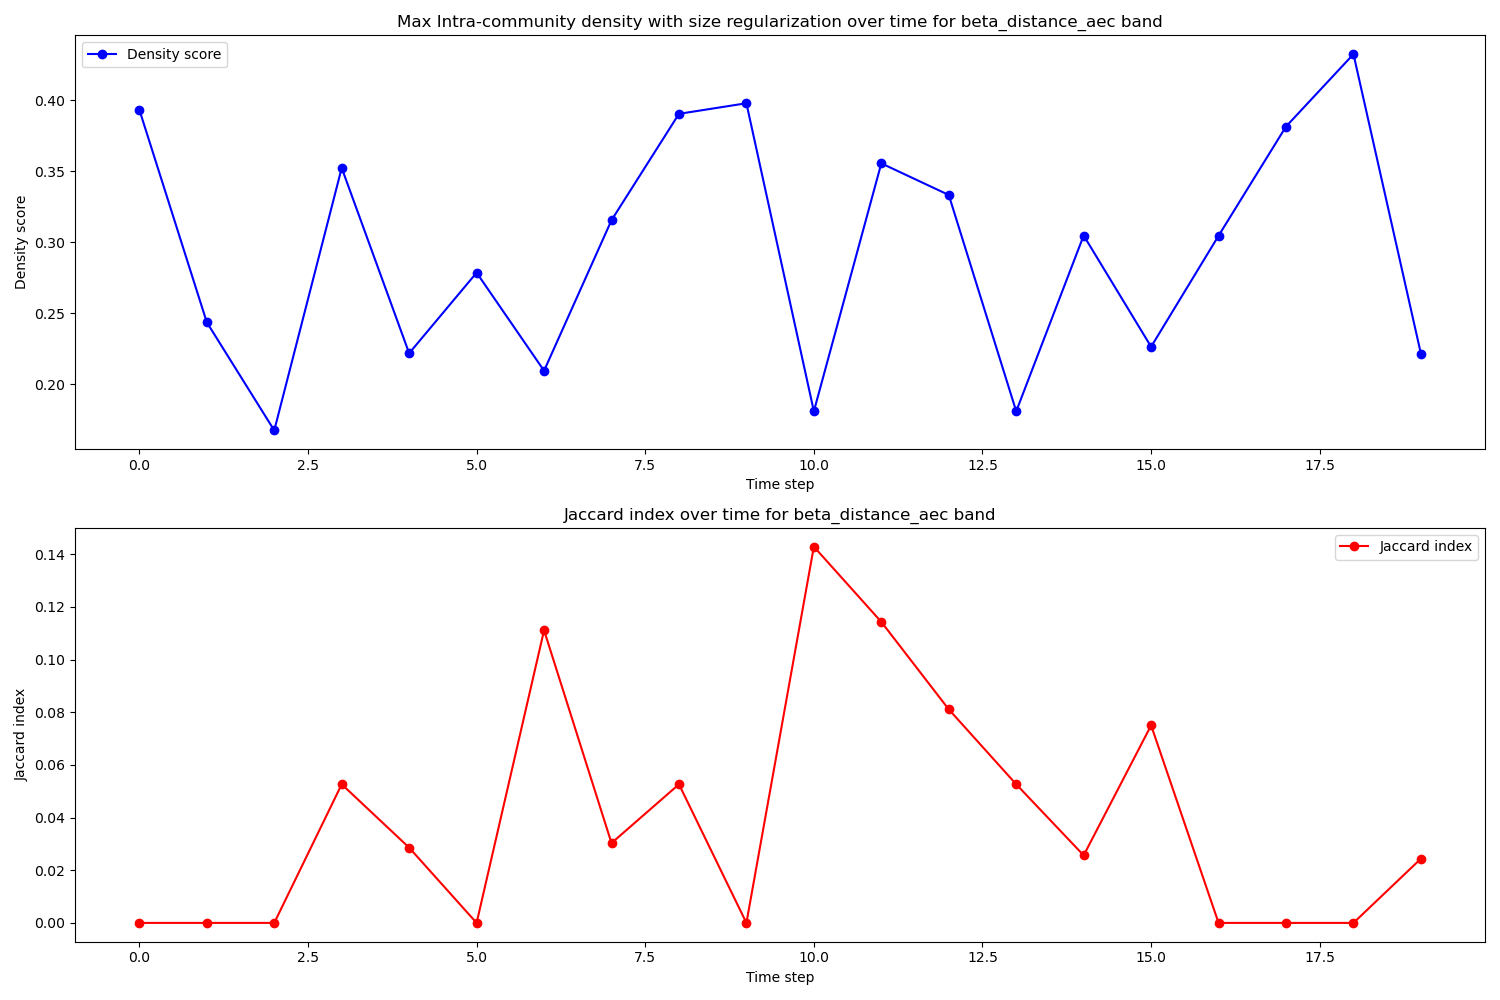 Max Intra-community density with size regularization over time for beta_distance_aec band
Density score
Density score
0.40
0.35
0.30
0.25
0.20
0.0 2.5 5.0 7.5 10.0 12.5 15.0 17.5
Time step
Jaccard index over time for beta_distance_aec band
Jaccard index
Jaccard index
0.14
0.12
0.10
0.08
0.06
0.04
0.02
0.00
0.0 2.5 5.0 7.5 10.0 12.5 15.0 17.5
Time step